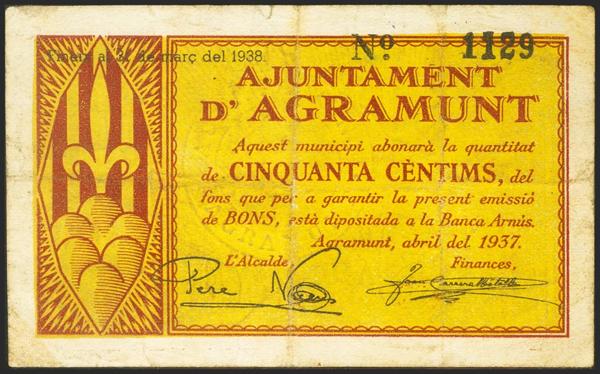 Finers al 31 de març del 1938.
Nº. 1129
AJUNTAMENT
D'AGRAMUNT
Aquest municipi abonarà la quantitat
de CINQUANTA CÈNTIMS, del
fons que per a garantir la present emissió
de BONS, està dipositada a la Banca Arnús.
Agramunt, abril del 1937.
L'Alcalde, Finances,
Pere